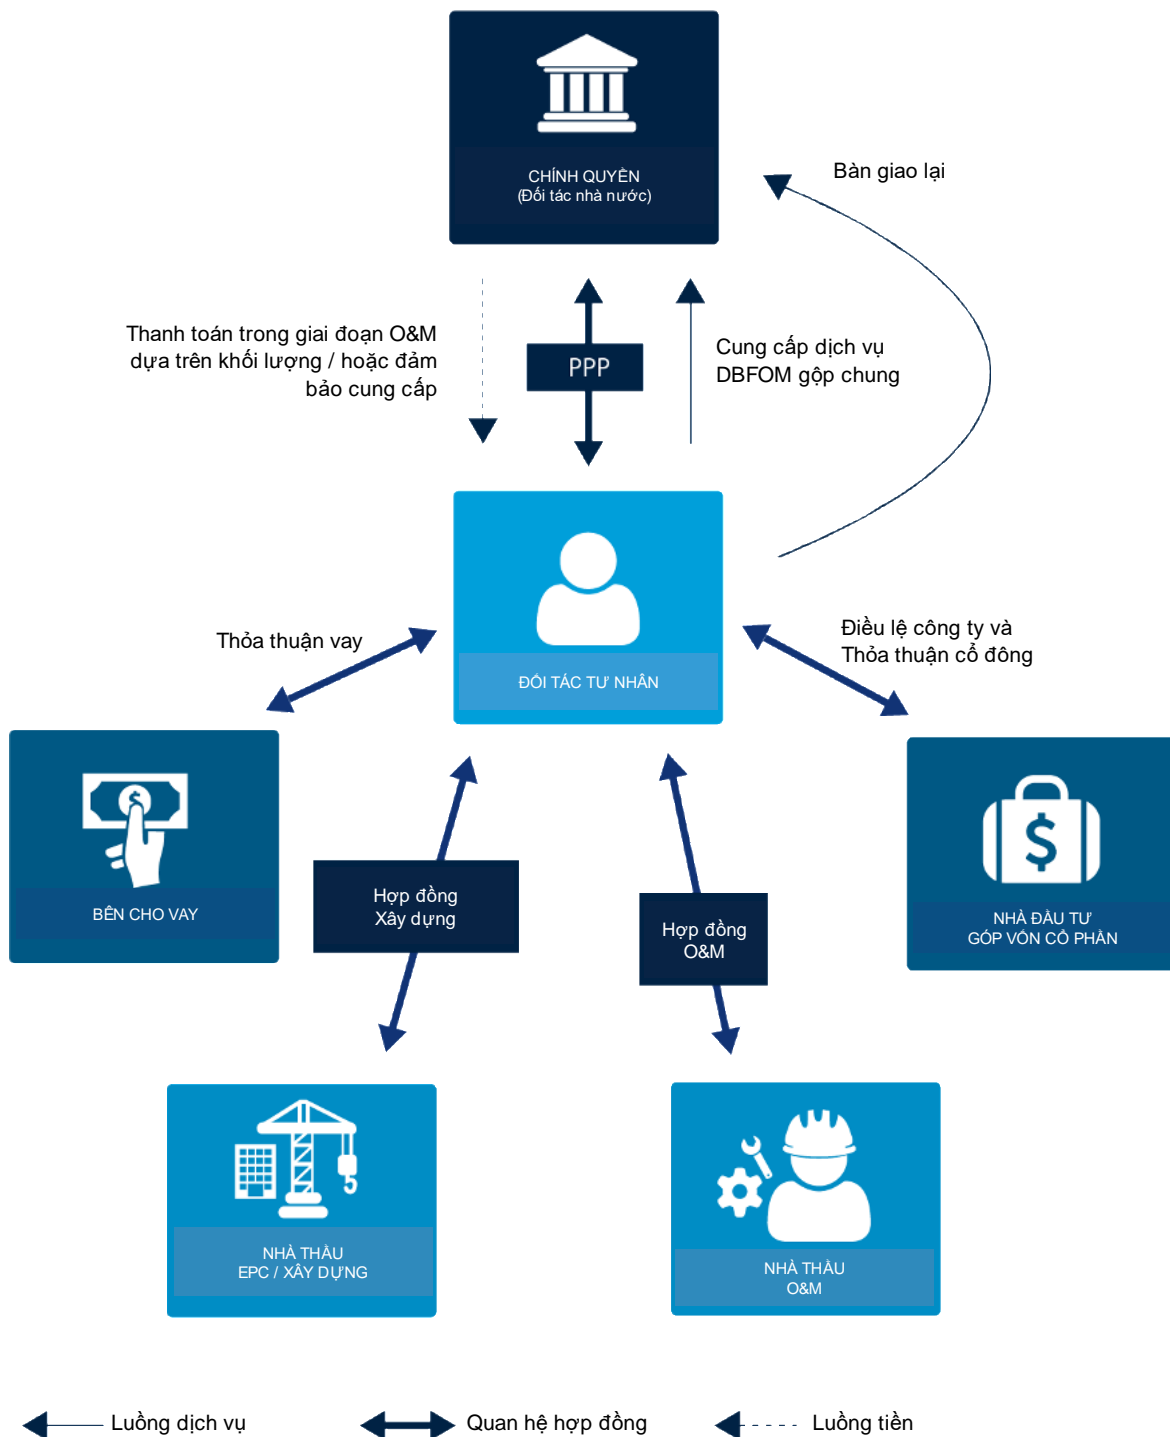 CHÍNH QUYỀN
(Đối tác nhà nước)
Bàn giao lại
Thanh toán trong giai đoạn O&M
dựa trên khối lượng / hoặc đảm
bảo cung cấp
PPP
Cung cấp dịch vụ
DBFOM gộp chung
Thỏa thuận vay
ĐỐI TÁC TƯ NHÂN
Điều lệ công ty và
Thỏa thuận cổ đông
BÊN CHO VAY
Hợp đồng
Xây dựng
Hợp đồng
O&M
NHÀ ĐẦU TƯ
GÓP VỐN CỔ PHẦN
NHÀ THẦU
EPC / XÂY DỰNG
NHÀ THẦU
O&M
Luồng dịch vụ
Quan hệ hợp đồng
Luồng tiền